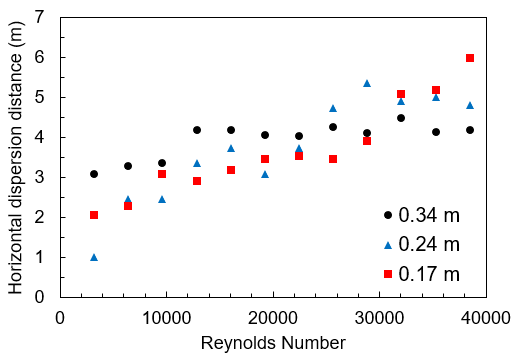 7
6
5
4
3
2
1
0
Horizontal dispersion distance (m)
0.34 m
0.24 m
0.17 m
0 10000 20000 30000 40000
Reynolds Number